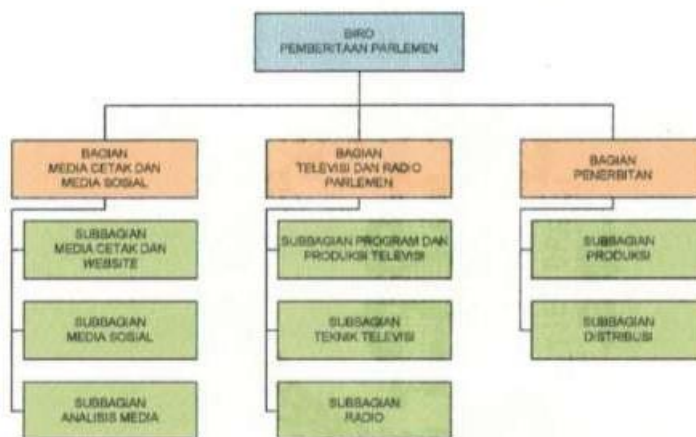 BIRO
PEMBERITAAN PARLEMEN
BAGIAN
MEDIA CETAK DAN
MEDIA SOSIAL
SUBBAGIAN
MEDIA CETAK DAN
WEBSITE
SUBBAGIAN
MEDIA SOSIAL
SUBBAGIAN
ANALISIS MEDIA
BAGIAN
TELEVISI DAN RADIO
PARLEMEN
SUBBAGIAN PROGRAM DAN
PRODUKSI TELEVISI
SUBBAGIAN
TEKNIK TELEVISI
SUBBAGIAN
RADIO
BAGIAN
PENERBITAN
SUBBAGIAN
PRODUKSI
SUBBAGIAN
DISTRIBUSI